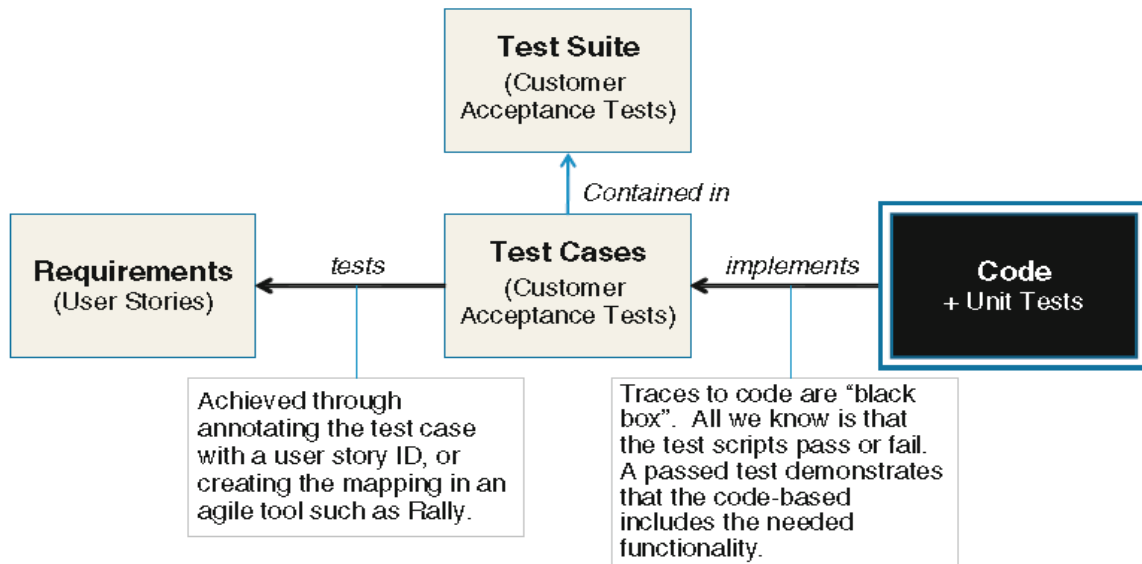 Test Suite
(Customer
Acceptance Tests)
Contained in
Requirements
(User Stories)
tests
Test Cases
(Customer
Acceptance Tests)
implements
Code
+ Unit Tests
Achieved through
annotating the test case
with a user story ID, or
creating the mapping in an
agile tool such as Rally.
Traces to code are “black
box”.  All we know is that
the test scripts pass or fail.
A passed test demonstrates
that the code-based
includes the needed
functionality.